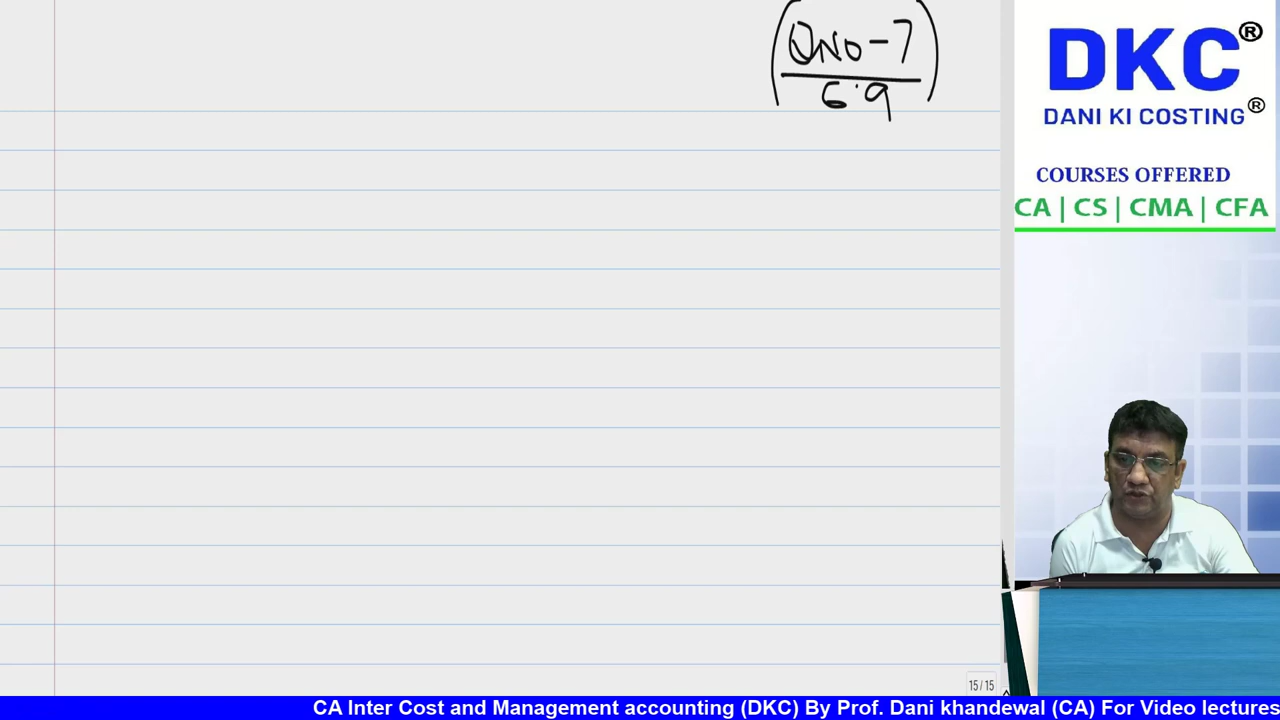 QNo-7
6.9
DKC®
DANI KI COSTING®
COURSES OFFERED
CA | CS | CMA | CFA
15/15
CA Inter Cost and Management accounting (DKC) By Prof. Dani khandewal (CA) For Video lectures